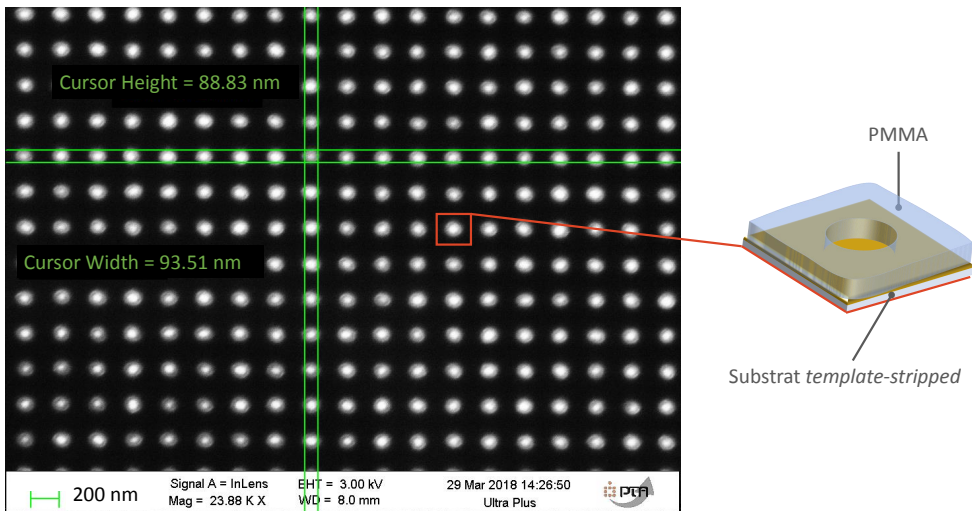 Cursor Height = 88.83 nm
PMMA
Cursor Width = 93.51 nm
Substrat template-stripped
200 nm
Signal A = InLens
Mag = 23.88 K X
EHT = 3.00 kV
WD = 8.0 mm
29 Mar 2018 14:26:50
Ultra Plus
PTA